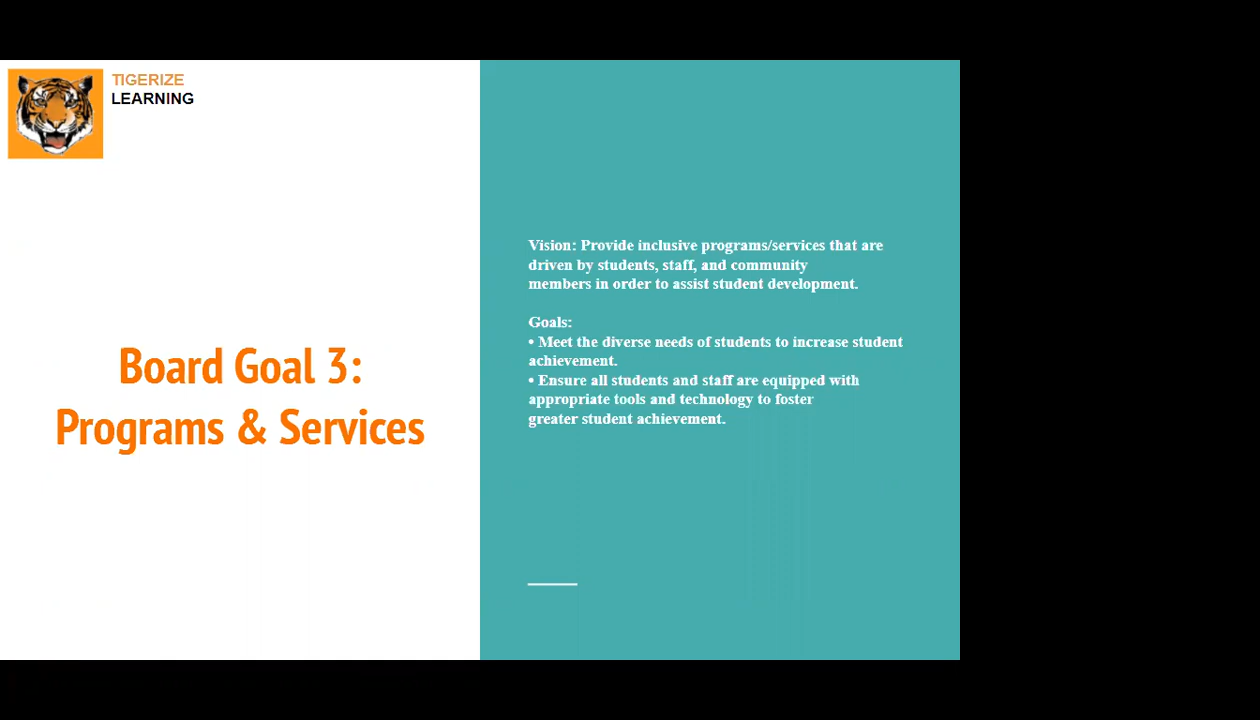 TIGERIZE
LEARNING
Board Goal 3:
Programs & Services
Vision: Provide inclusive programs/services that are
driven by students, staff, and community
members in order to assist student development.
Goals:
• Meet the diverse needs of students to increase student
achievement.
• Ensure all students and staff are equipped with
appropriate tools and technology to foster
greater student achievement.